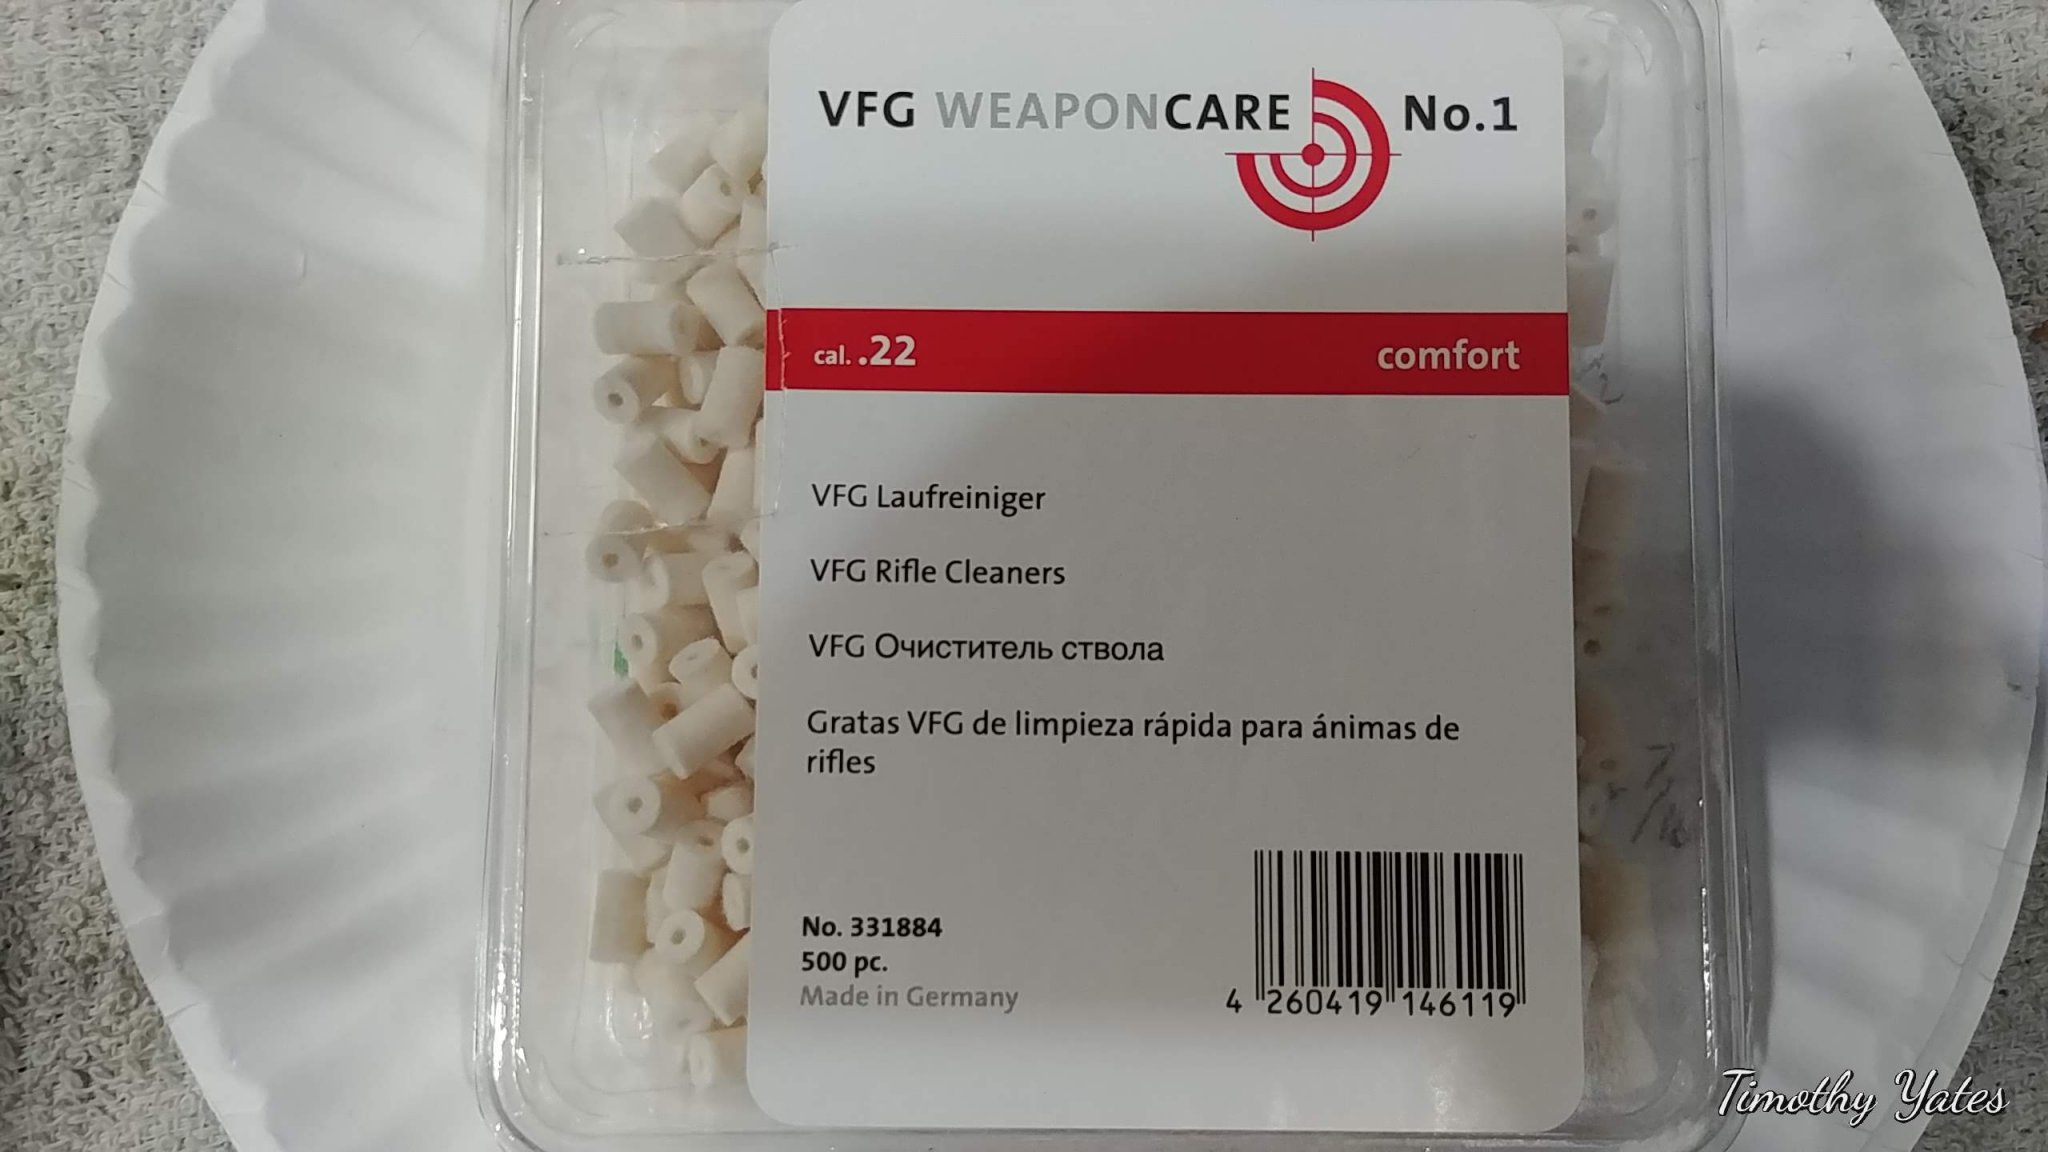 VFG WEAPONCARE No.1
cal. .22 comfort
VFG Laufreiniger
VFG Rifle Cleaners
VFG Очиститель ствола
Gratas VFG de limpieza rápida para ánimas de
rifles
No. 331884
500 pc.
Made in Germany
4 260419 146119
Timothy Yates